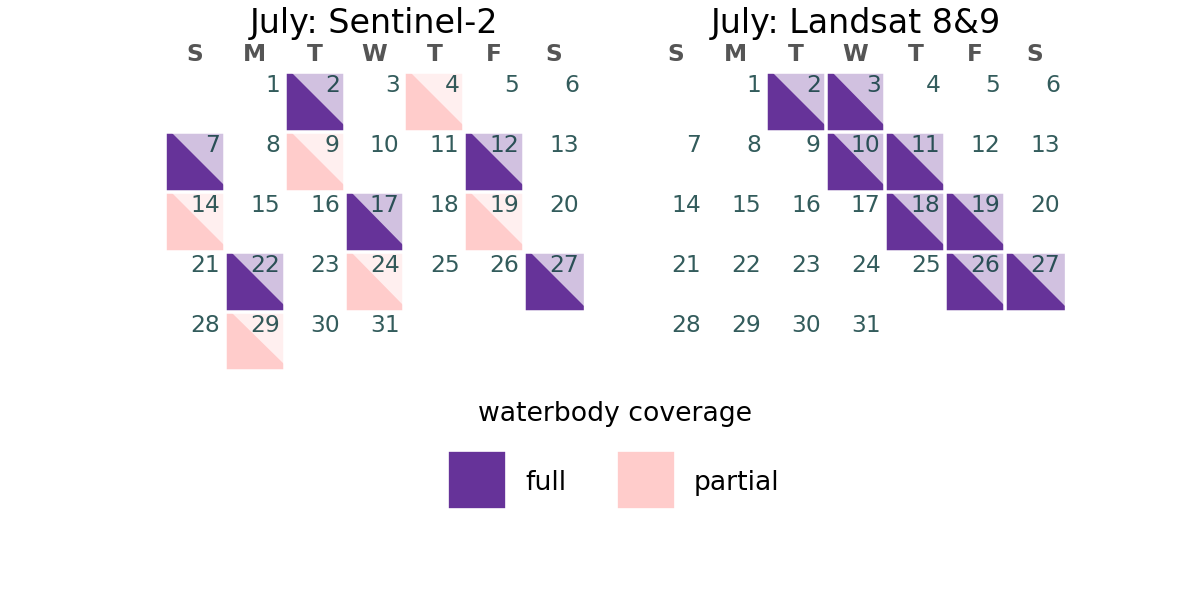 July: Sentinel-2
S M T W T F S
1 2 3 4 5 6
7 8 9 10 11 12 13
14 15 16 17 18 19 20
21 22 23 24 25 26 27
28 29 30 31
July: Landsat 8&9
S M T W T F S
1 2 3 4 5 6
7 8 9 10 11 12 13
14 15 16 17 18 19 20
21 22 23 24 25 26 27
28 29 30 31
waterbody coverage
full
partial